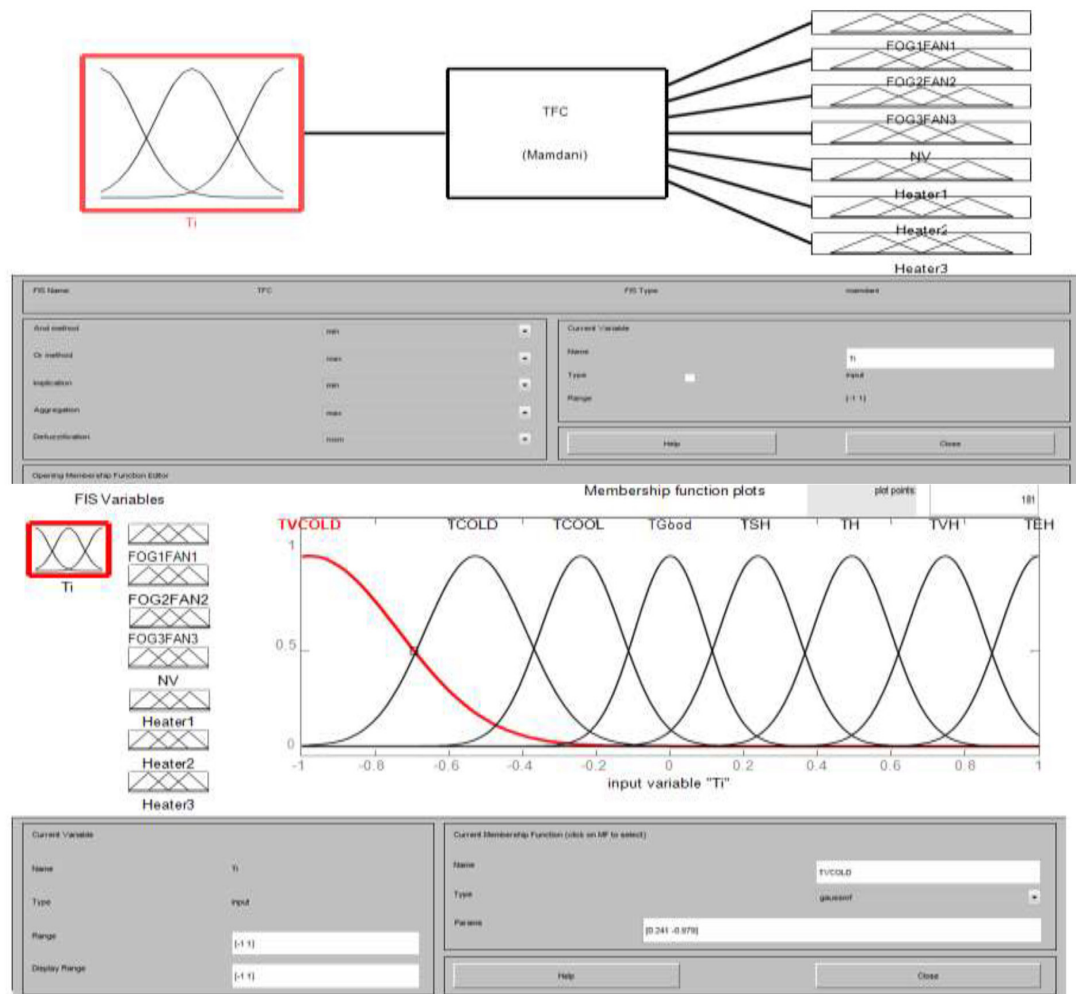 FOG1FAN1
FOG2FAN2
FOG3FAN3
NV
Heater1
Heater2
Heater3
TFC
(Mamdani)
Ti
FIS Name TFC FIS Type mamdani
And method min
Or method max
Implication min
Aggregation max
Defuzzification mom
Current Variable
Name Ti
Type input
Range [-1 1]
Help Close
Opening Membership Function Editor
FIS Variables
Ti
FOG1FAN1
FOG2FAN2
FOG3FAN3
NV
Heater1
Heater2
Heater3
Membership function plots plot points: 181
TVCOLD TCOLD TCOOL TGood TSH TH TVH TEH
1
0.5
0
-1 -0.8 -0.6 -0.4 -0.2 0 0.2 0.4 0.6 0.8 1
input variable "Ti"
Current Variable
Name Ti
Type input
Range [-1 1]
Display Range [-1 1]
Current Membership Function (click on MF to select)
Name TVCOLD
Type gaussmf
Params [0.241 -0.979]
Help Close